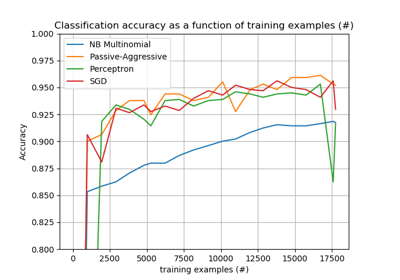 Classification accuracy as a function of training examples (#)
1.000
0.975
0.950
0.925
0.900
0.875
0.850
0.825
0.800
Accuracy
NB Multinomial
Passive-Aggressive
Perceptron
SGD
0 2500 5000 7500 10000 12500 15000 17500
training examples (#)